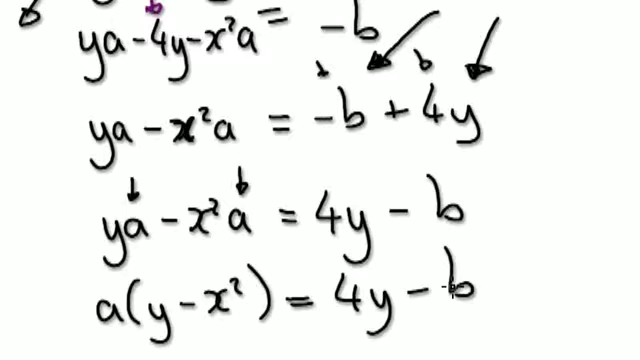 ya - 4y - x²a = -b
ya - x²a = -b + 4y
ya - x²a = 4y - b
a(y - x²) = 4y - b